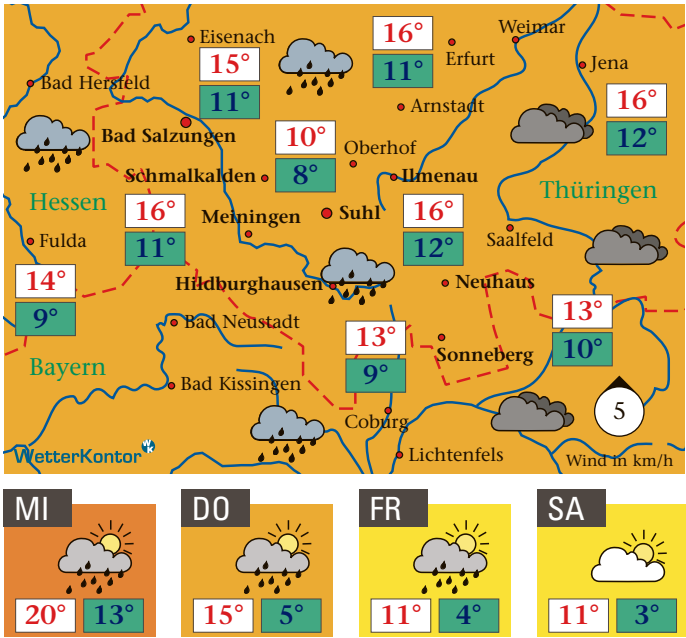 Eisenach
15°
11°
16°
11°
Weimar
Erfurt
Jena
Bad Hersfeld
Arnstadt
16°
12°
Bad Salzungen
10°
8°
Oberhof
Schmalkalden
Ilmenau
Thüringen
Hessen
16°
11°
Meiningen
Suhl
16°
12°
Saalfeld
Fulda
14°
9°
Hildburghausen
Neuhaus
13°
10°
Bad Neustadt
13°
9°
Sonneberg
Bayern
Bad Kissingen
Coburg
5
WetterKontor
WK
Lichtenfels
Wind in km/h
MI
DO
FR
SA
20° 13°
15° 5°
11° 4°
11° 3°